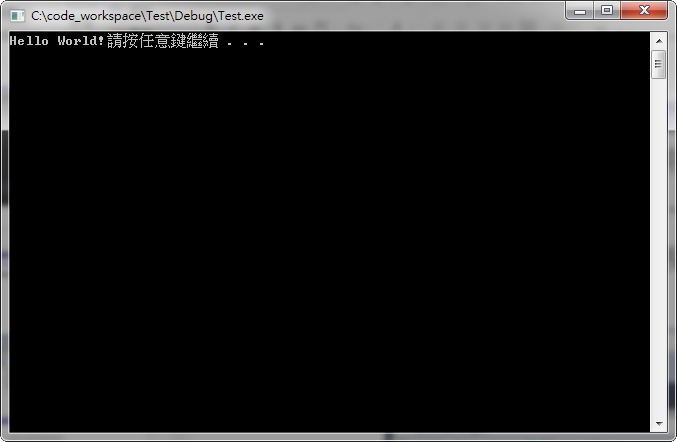 C:\code_workspace\Test\Debug\Test.exe
Hello World!請按任意鍵繼續 . . .